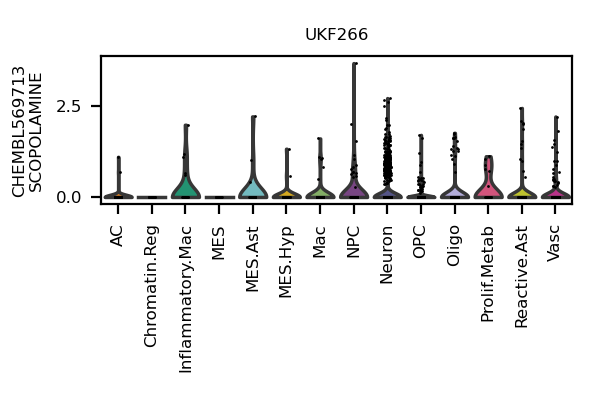 UKF266
CHEMBL569713
SCOPOLAMINE
2.5
0.0
AC
Chromatin.Reg
Inflammatory.Mac
MES
MES.Ast
MES.Hyp
Mac
NPC
Neuron
OPC
Oligo
Prolif.Metab
Reactive.Ast
Vasc